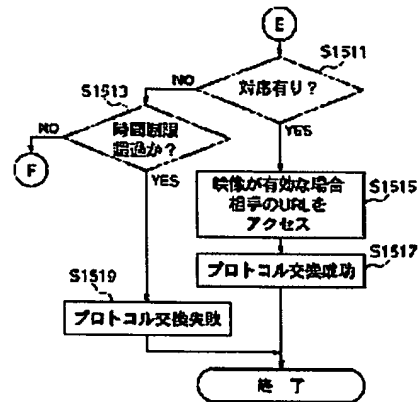 E
S1511
対応有り？
NO
YES
S1513
時間制限
超過か？
NO
YES
F
映像が有効な場合
相手のURLを
アクセス
S1515
プロトコル交換成功
S1517
S1519
プロトコル交換失敗
終 了